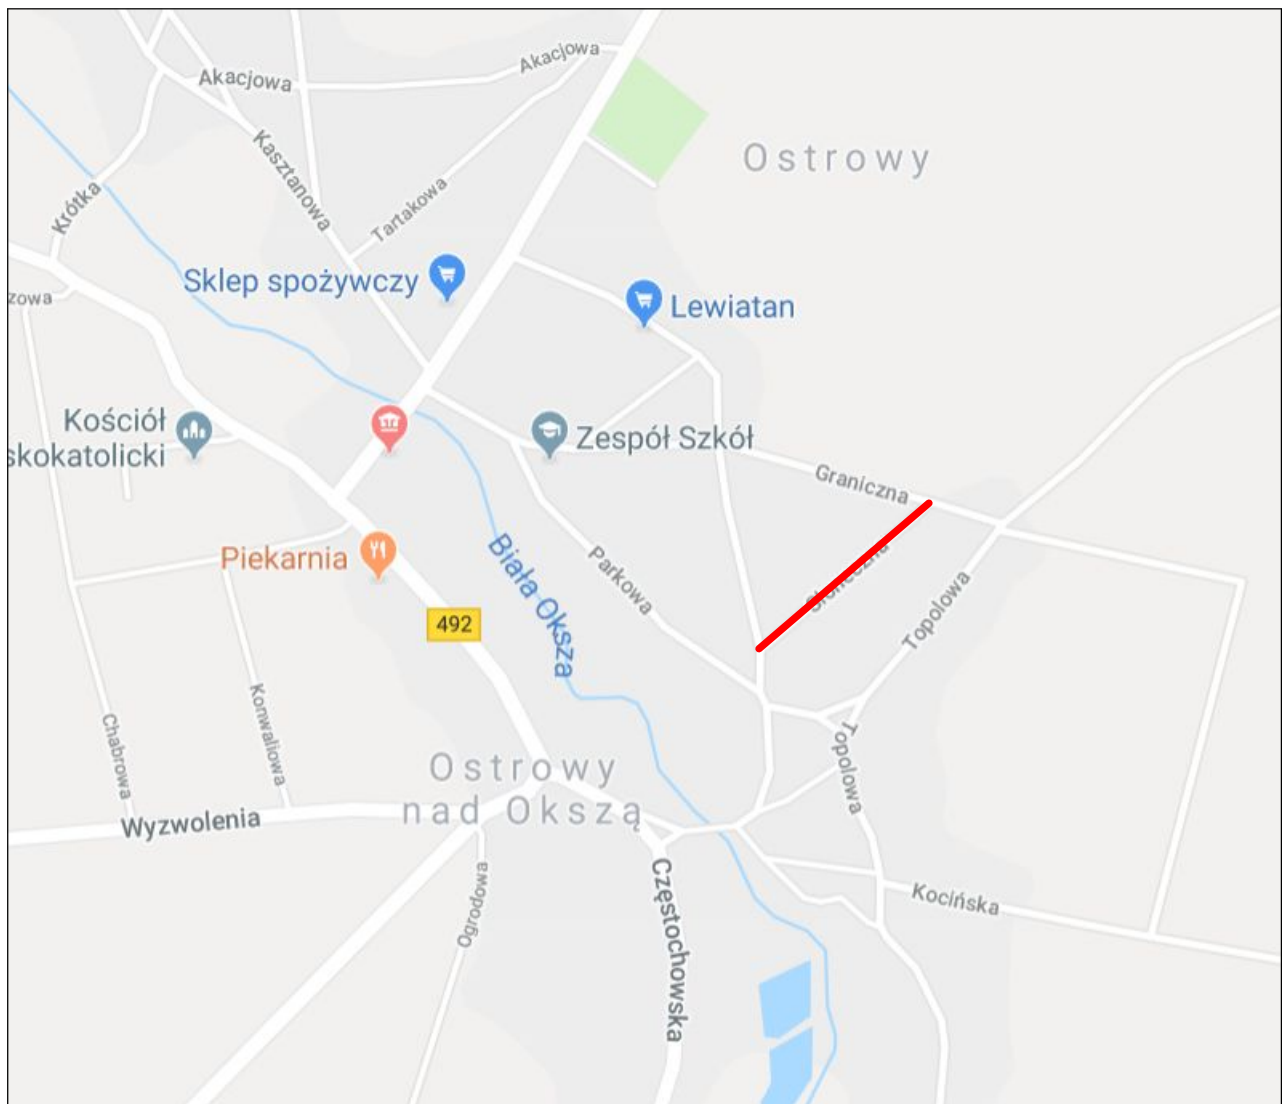 Akacjowa
Akacjowa
Ostrowy
Kasztanowa
Krótka
Tartakowa
Sklep spożywczy
zowa
Lewiatan
Kościół
skokatolicki
Zespół Szkół
Graniczna
Piekarnia
Biała Oksza
Parkowa
Topolowa
492
Konwaliowa
Chabrowa
Topolowa
Ostrowy
nad Okszą
Wyzwolenia
Częstochowska
Ogrodowa
Kocińska